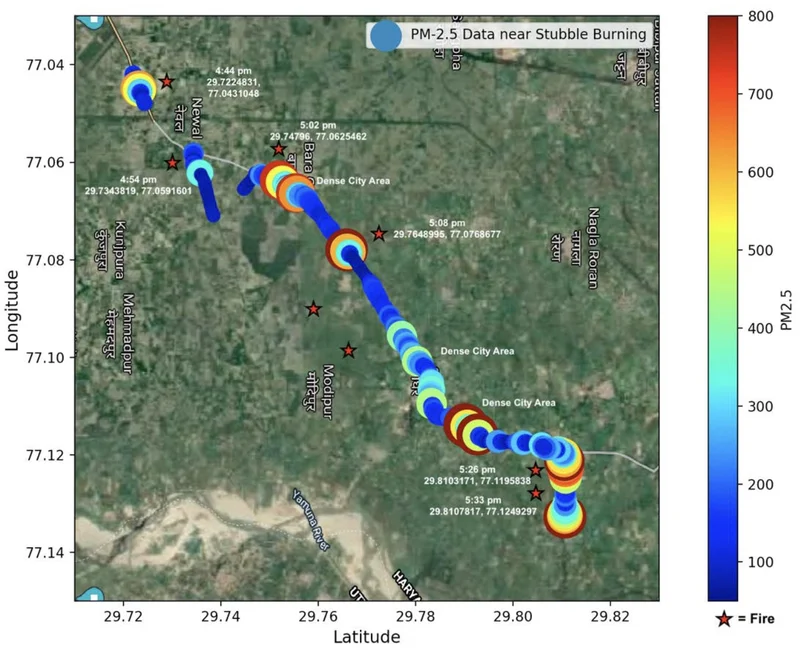 PM-2.5 Data near Stubble Burning
4:44 pm
29.7224831,
77.0431048
Newal
नेवल
5:02 pm
29.74796, 77.0625462
Bara
Dense City Area
4:54 pm
29.7343819, 77.0591601
5:08 pm
29.7648995, 77.0768677
Kunjpura
कुंजपुरा
Nagla Roran
नागला
रोरान
Mehmadpur
Modipur
मोदीपुर
Dense City Area
Dense City Area
5:26 pm
29.8103171, 77.1195838
5:33 pm
29.8107817, 77.1249297
Yamuna River
HARYA
UT
77.04
77.06
77.08
77.10
77.12
77.14
Longitude
29.72
29.74
29.76
29.78
29.80
29.82
Latitude
800
700
600
500
400
300
200
100
PM2.5
= Fire